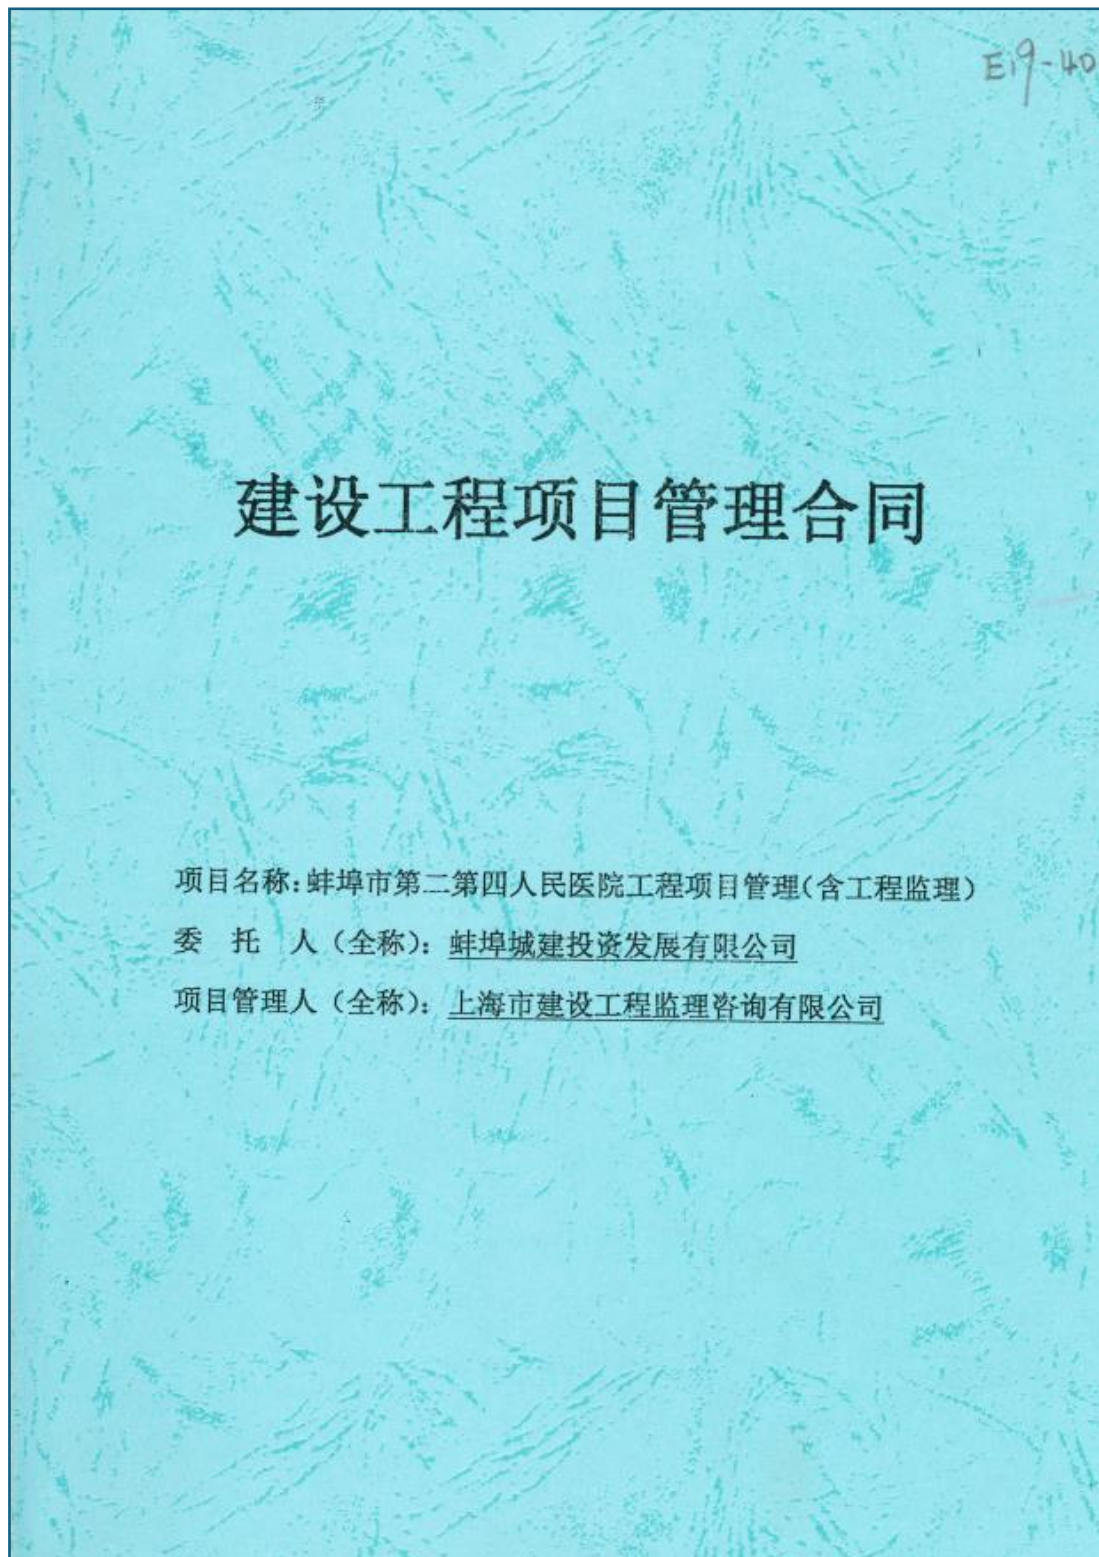 E19-40
建设工程项目管理合同
项目名称:蚌埠市第二第四人民医院工程项目管理(含工程监理)
委 托 人(全称):蚌埠城建投资发展有限公司
项目管理人(全称):上海市建设工程监理咨询有限公司